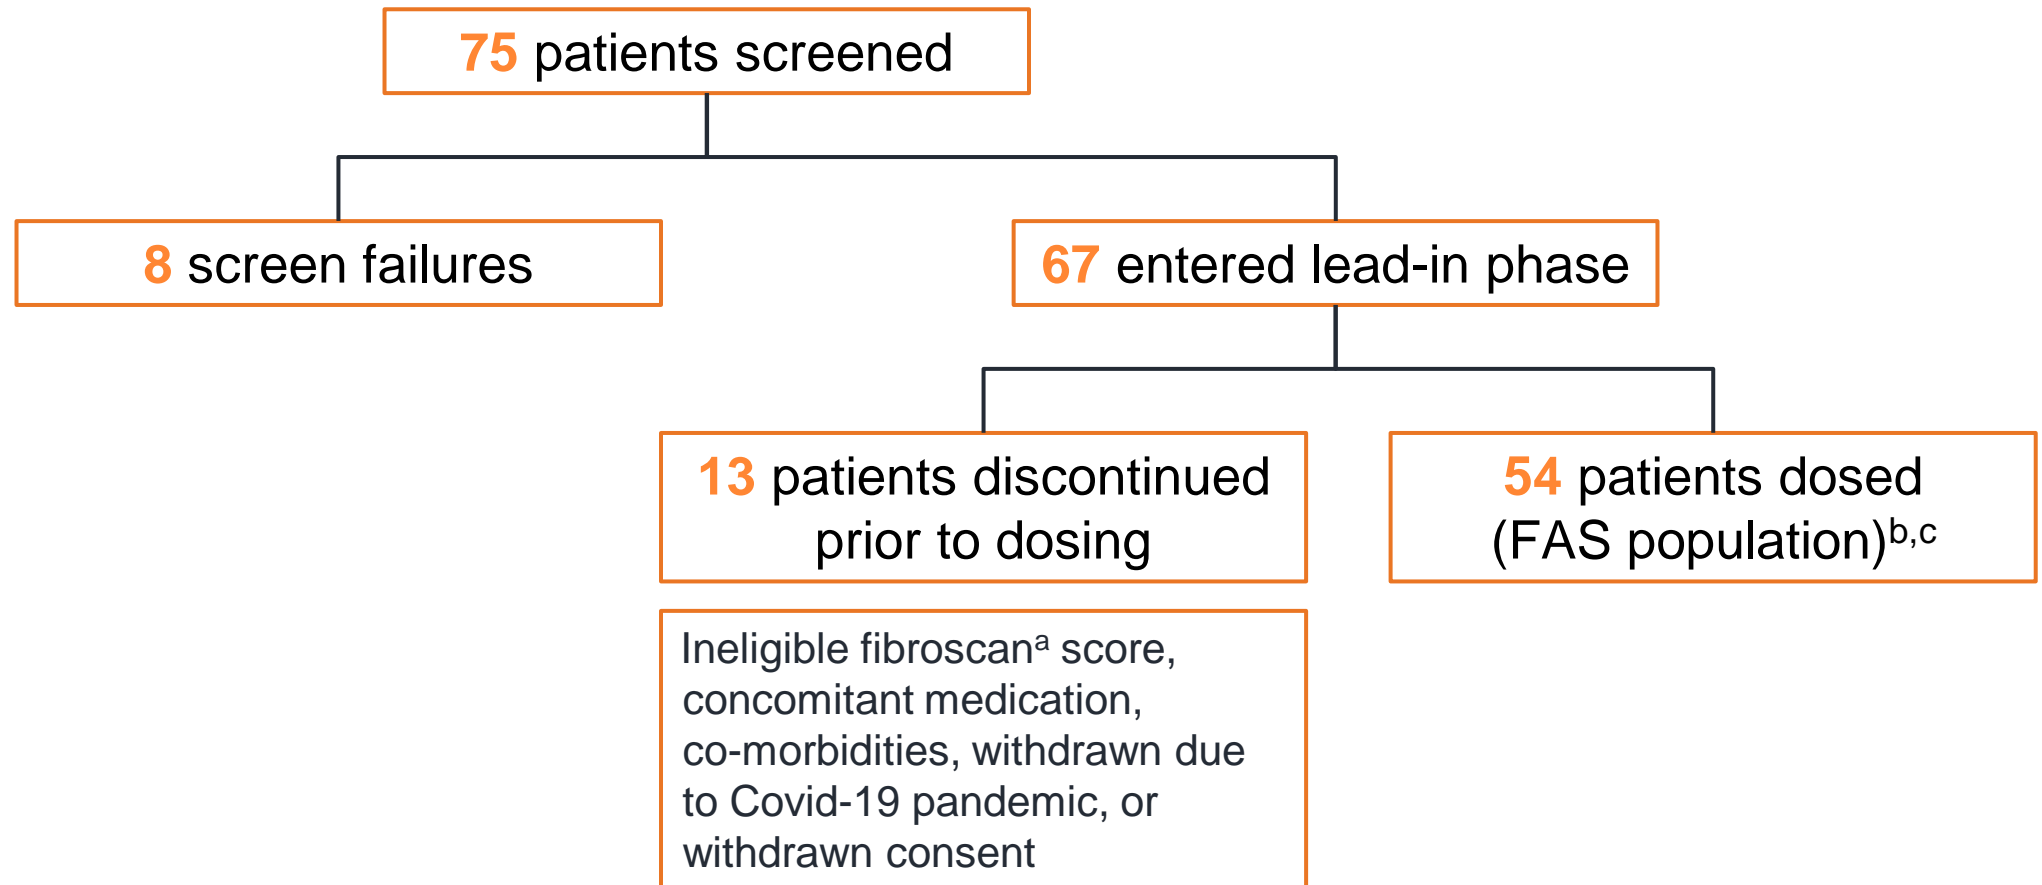 75 patients screened
8 screen failures
67 entered lead-in phase
13 patients discontinued
prior to dosing
54 patients dosed
(FAS population)b,c
Ineligible fibroscana score,
concomitant medication,
co-morbidities, withdrawn due
to Covid-19 pandemic, or
withdrawn consent